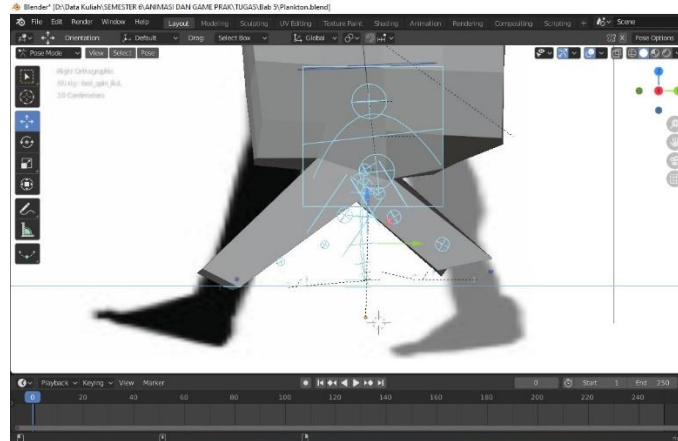 Blender* [D:\Data Kuliah\SEMESTER 6\ANIMASI DAN GAME PRAK\TUGAS\Bab 5\Plankton.blend]
File Edit Render Window Help Layout Modeling Sculpting UV Editing Texture Paint Shading Animation Rendering Compositing Scripting + Scene
Orientation: Default Drag: Select Box Global Pose Options
Pose Mode View Select Pose
Right Orthographic
10 Centimeters
Playback Keying View Marker 0 Start 1 End 250
0 20 40 60 80 100 120 140 160 180 200 220 240